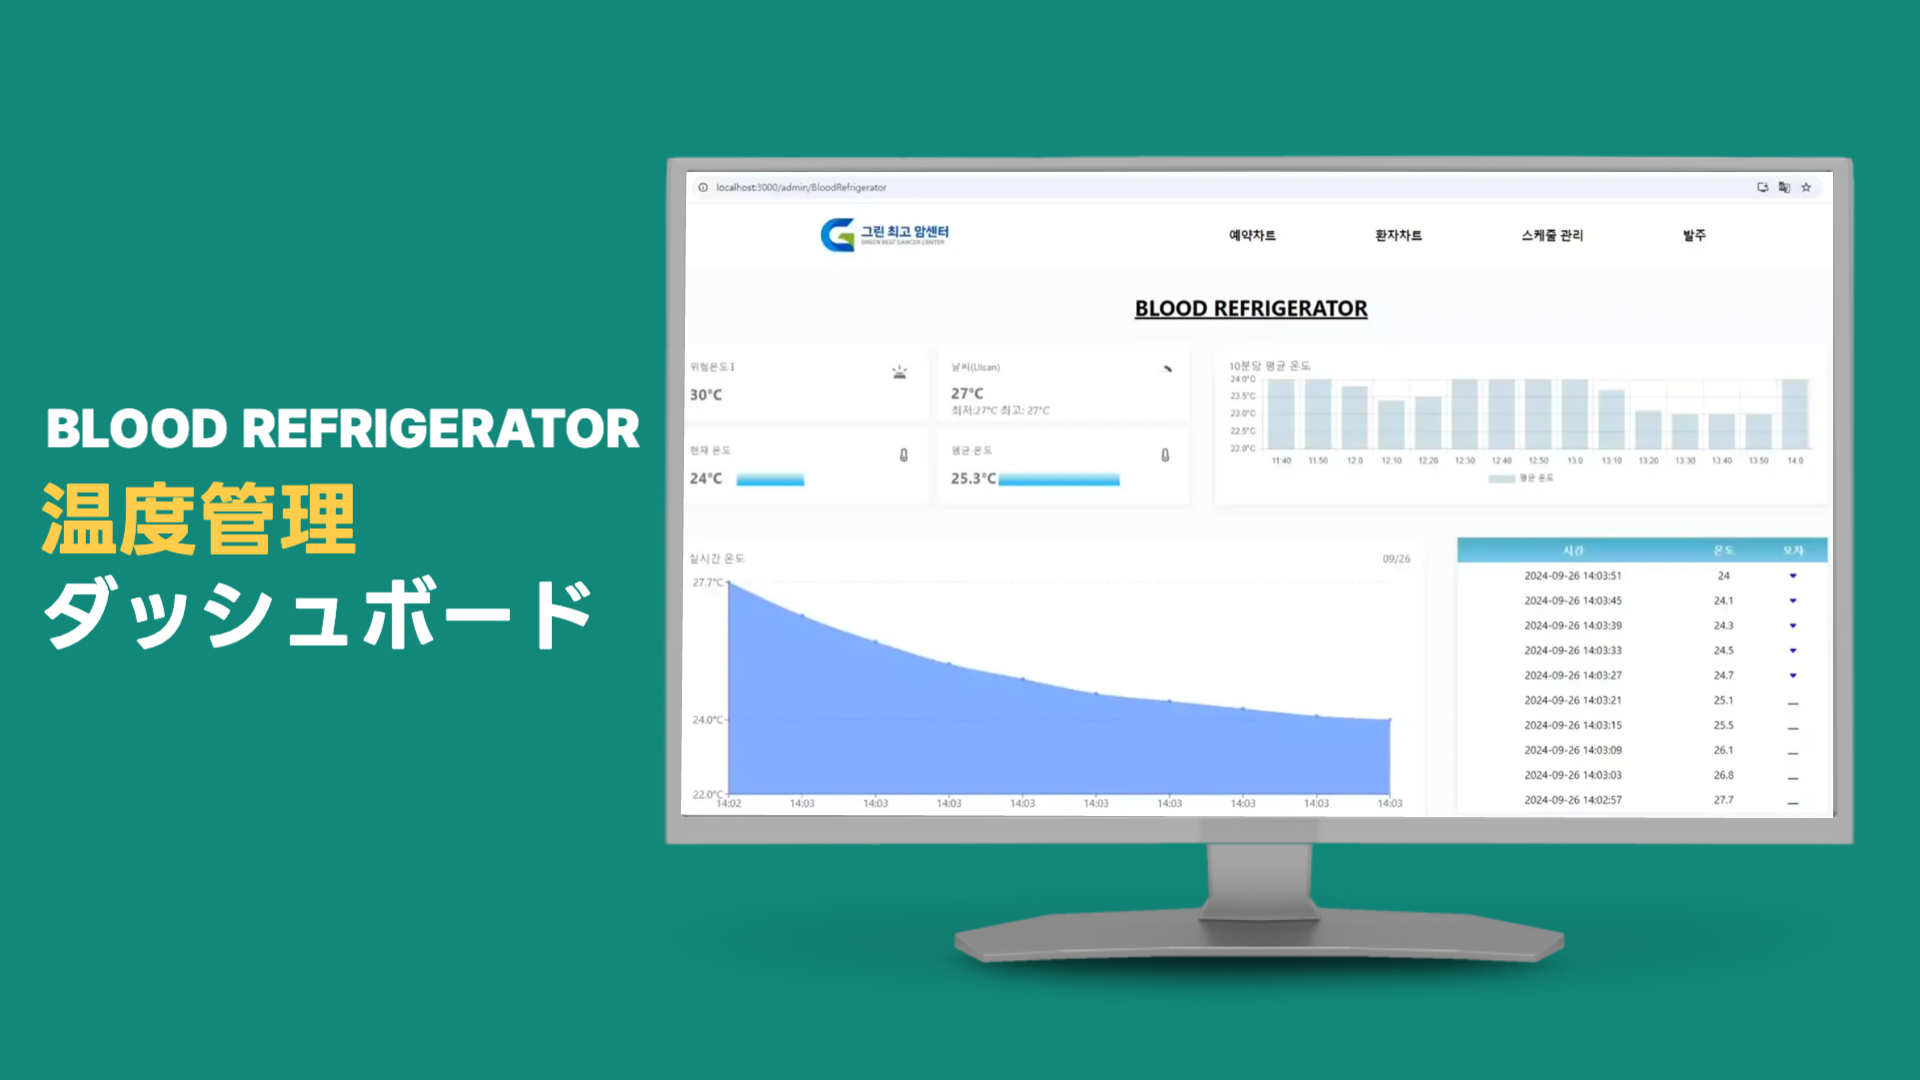 BLOOD REFRIGERATOR
温度管理
ダッシュボード
localhost:3000/admin/BloodRefrigerator
그린 최고 암센터
GREEN BEST CANCER CENTER
예약차트 환자차트 스케줄 관리 발주
BLOOD REFRIGERATOR
위험온도
30°C
날씨(Ulsan)
27°C
최저:27°C 최고: 27°C
현재 온도
24°C
평균 온도
25.3°C
10분당 평균 온도
24.0°C
23.5°C
23.0°C
22.5°C
22.0°C
11:40 11:50 12:0 12:10 12:20 12:30 12:40 12:50 13:0 13:10 13:20 13:30 13:40 13:50 14:0
평균 온도
실시간 온도 09/26
27.7°C
24.0°C
22.0°C
14:02 14:03 14:03 14:03 14:03 14:03 14:03 14:03 14:03 14:03
시간 온도 오차
2024-09-26 14:03:51 24
2024-09-26 14:03:45 24.1
2024-09-26 14:03:39 24.3
2024-09-26 14:03:33 24.5
2024-09-26 14:03:27 24.7
2024-09-26 14:03:21 25.1
2024-09-26 14:03:15 25.5
2024-09-26 14:03:09 26.1
2024-09-26 14:03:03 26.8
2024-09-26 14:02:57 27.7